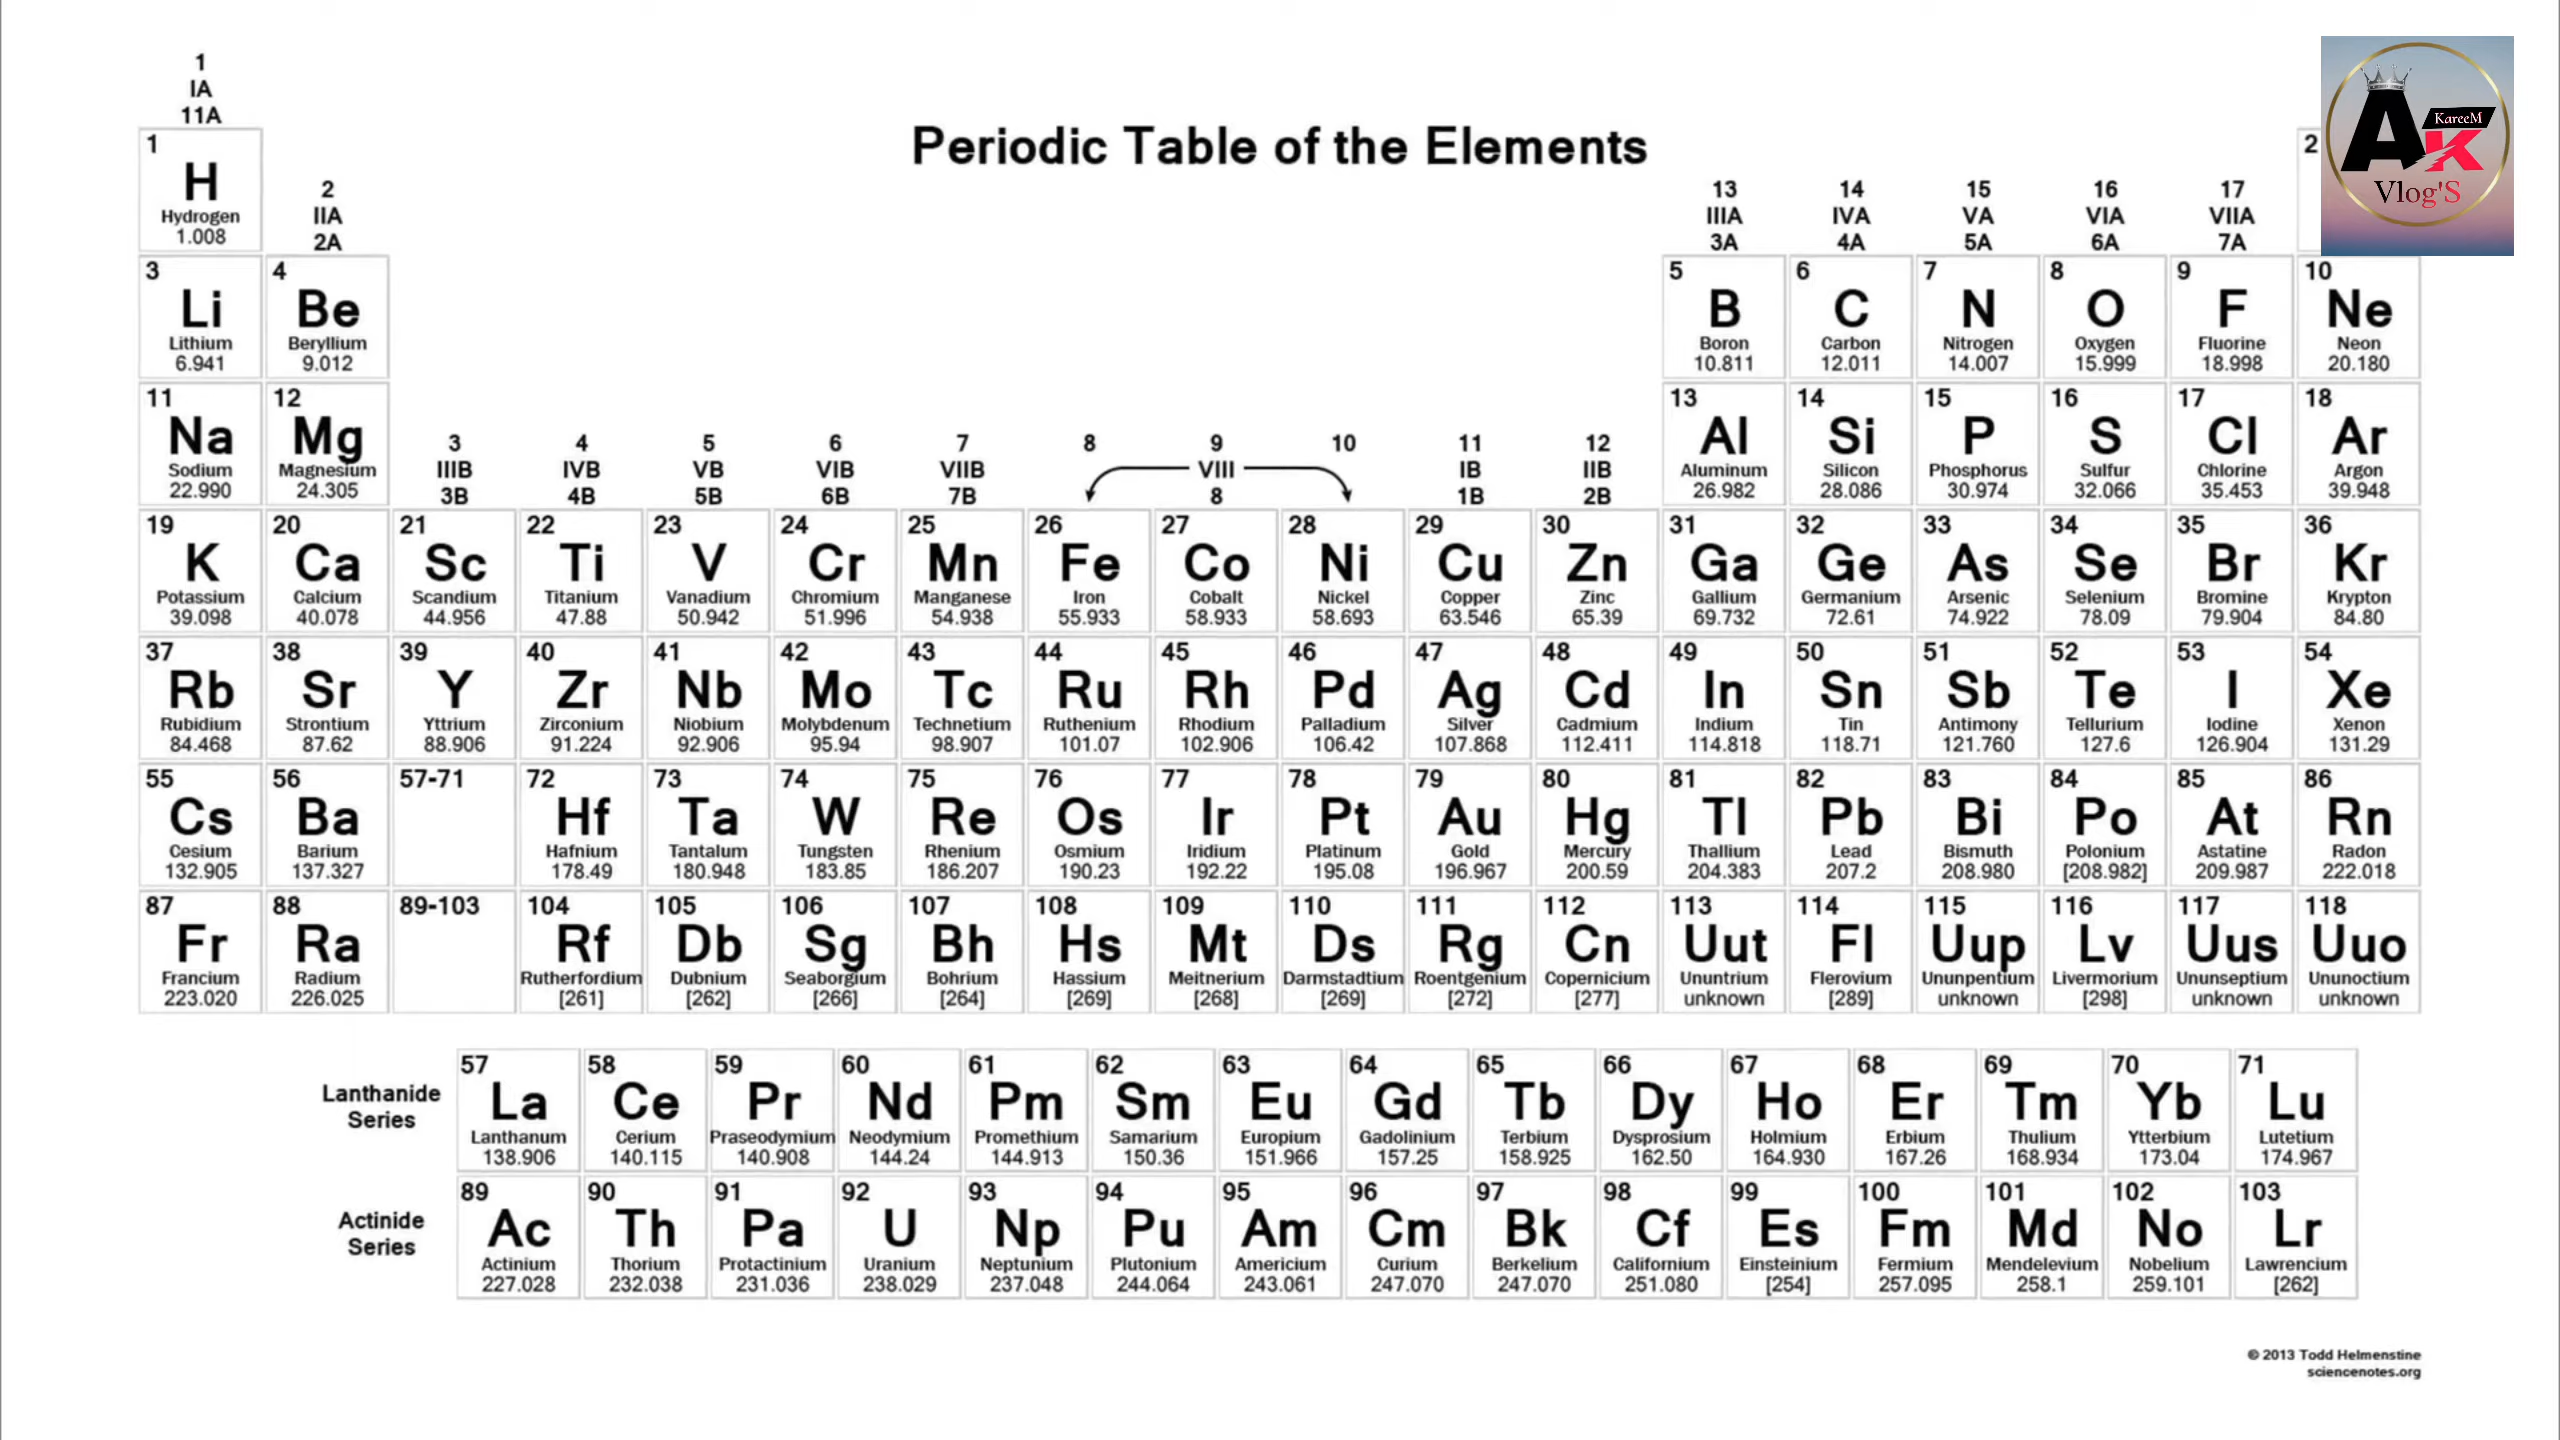 1
IA
11A
Periodic Table of the Elements
A KareeM K
Vlog'S
1 H Hydrogen 1.008
2
2 IIA 2A
13 IIIA 3A
14 IVA 4A
15 VA 5A
16 VIA 6A
17 VIIA 7A
3 Li Lithium 6.941
4 Be Beryllium 9.012
5 B Boron 10.811
6 C Carbon 12.011
7 N Nitrogen 14.007
8 O Oxygen 15.999
9 F Fluorine 18.998
10 Ne Neon 20.180
11 Na Sodium 22.990
12 Mg Magnesium 24.305
3 IIIB 3B
4 IVB 4B
5 VB 5B
6 VIB 6B
7 VIIB 7B
8 9 10
VIII
8
11 IB 1B
12 IIB 2B
13 Al Aluminum 26.982
14 Si Silicon 28.086
15 P Phosphorus 30.974
16 S Sulfur 32.066
17 Cl Chlorine 35.453
18 Ar Argon 39.948
19 K Potassium 39.098
20 Ca Calcium 40.078
21 Sc Scandium 44.956
22 Ti Titanium 47.88
23 V Vanadium 50.942
24 Cr Chromium 51.996
25 Mn Manganese 54.938
26 Fe Iron 55.933
27 Co Cobalt 58.933
28 Ni Nickel 58.693
29 Cu Copper 63.546
30 Zn Zinc 65.39
31 Ga Gallium 69.732
32 Ge Germanium 72.61
33 As Arsenic 74.922
34 Se Selenium 78.09
35 Br Bromine 79.904
36 Kr Krypton 84.80
37 Rb Rubidium 84.468
38 Sr Strontium 87.62
39 Y Yttrium 88.906
40 Zr Zirconium 91.224
41 Nb Niobium 92.906
42 Mo Molybdenum 95.94
43 Tc Technetium 98.907
44 Ru Ruthenium 101.07
45 Rh Rhodium 102.906
46 Pd Palladium 106.42
47 Ag Silver 107.868
48 Cd Cadmium 112.411
49 In Indium 114.818
50 Sn Tin 118.71
51 Sb Antimony 121.760
52 Te Tellurium 127.6
53 I Iodine 126.904
54 Xe Xenon 131.29
55 Cs Cesium 132.905
56 Ba Barium 137.327
57-71
72 Hf Hafnium 178.49
73 Ta Tantalum 180.948
74 W Tungsten 183.85
75 Re Rhenium 186.207
76 Os Osmium 190.23
77 Ir Iridium 192.22
78 Pt Platinum 195.08
79 Au Gold 196.967
80 Hg Mercury 200.59
81 Tl Thallium 204.383
82 Pb Lead 207.2
83 Bi Bismuth 208.980
84 Po Polonium [208.982]
85 At Astatine 209.987
86 Rn Radon 222.018
87 Fr Francium 223.020
88 Ra Radium 226.025
89-103
104 Rf Rutherfordium [261]
105 Db Dubnium [262]
106 Sg Seaborgium [266]
107 Bh Bohrium [264]
108 Hs Hassium [269]
109 Mt Meitnerium [268]
110 Ds Darmstadtium [269]
111 Rg Roentgenium [272]
112 Cn Copernicium [277]
113 Uut Ununtrium unknown
114 Fl Flerovium [289]
115 Uup Ununpentium unknown
116 Lv Livermorium [298]
117 Uus Ununseptium unknown
118 Uuo Ununoctium unknown
Lanthanide
Series
57 La Lanthanum 138.906
58 Ce Cerium 140.115
59 Pr Praseodymium 140.908
60 Nd Neodymium 144.24
61 Pm Promethium 144.913
62 Sm Samarium 150.36
63 Eu Europium 151.966
64 Gd Gadolinium 157.25
65 Tb Terbium 158.925
66 Dy Dysprosium 162.50
67 Ho Holmium 164.930
68 Er Erbium 167.26
69 Tm Thulium 168.934
70 Yb Ytterbium 173.04
71 Lu Lutetium 174.967
Actinide
Series
89 Ac Actinium 227.028
90 Th Thorium 232.038
91 Pa Protactinium 231.036
92 U Uranium 238.029
93 Np Neptunium 237.048
94 Pu Plutonium 244.064
95 Am Americium 243.061
96 Cm Curium 247.070
97 Bk Berkelium 247.070
98 Cf Californium 251.080
99 Es Einsteinium [254]
100 Fm Fermium 257.095
101 Md Mendelevium 258.1
102 No Nobelium 259.101
103 Lr Lawrencium [262]
© 2013 Todd Helmenstine
sciencenotes.org